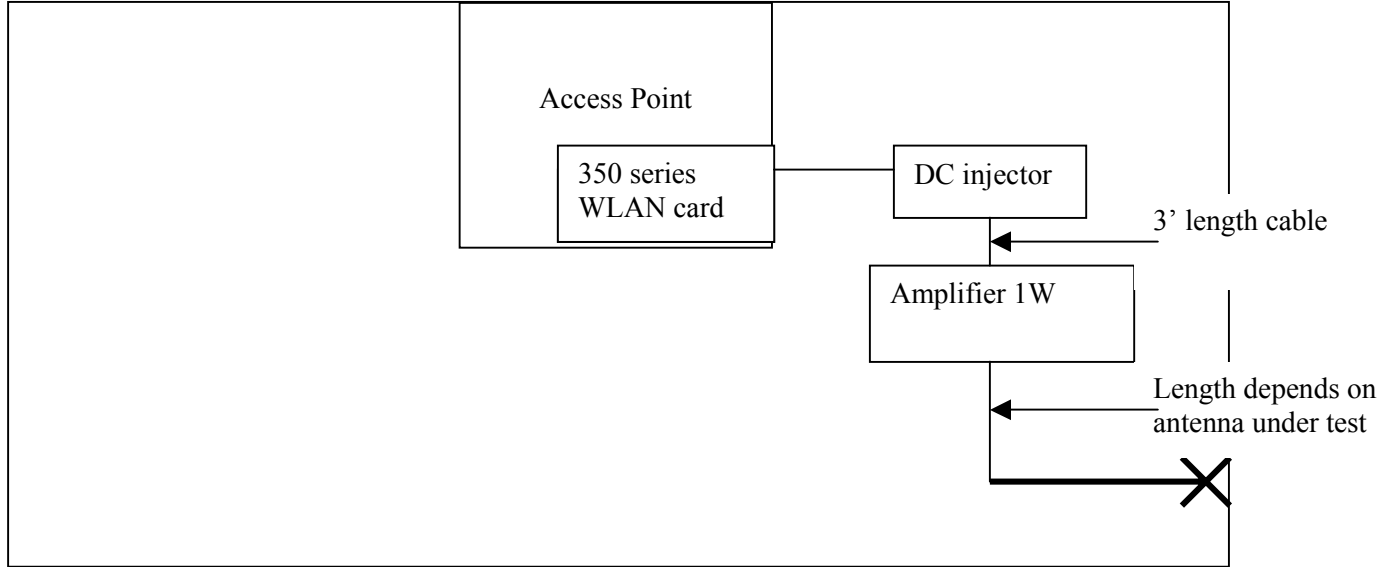 Access Point
350 series
WLAN card
DC injector
3’ length cable
Amplifier 1W
Length depends on
antenna under test